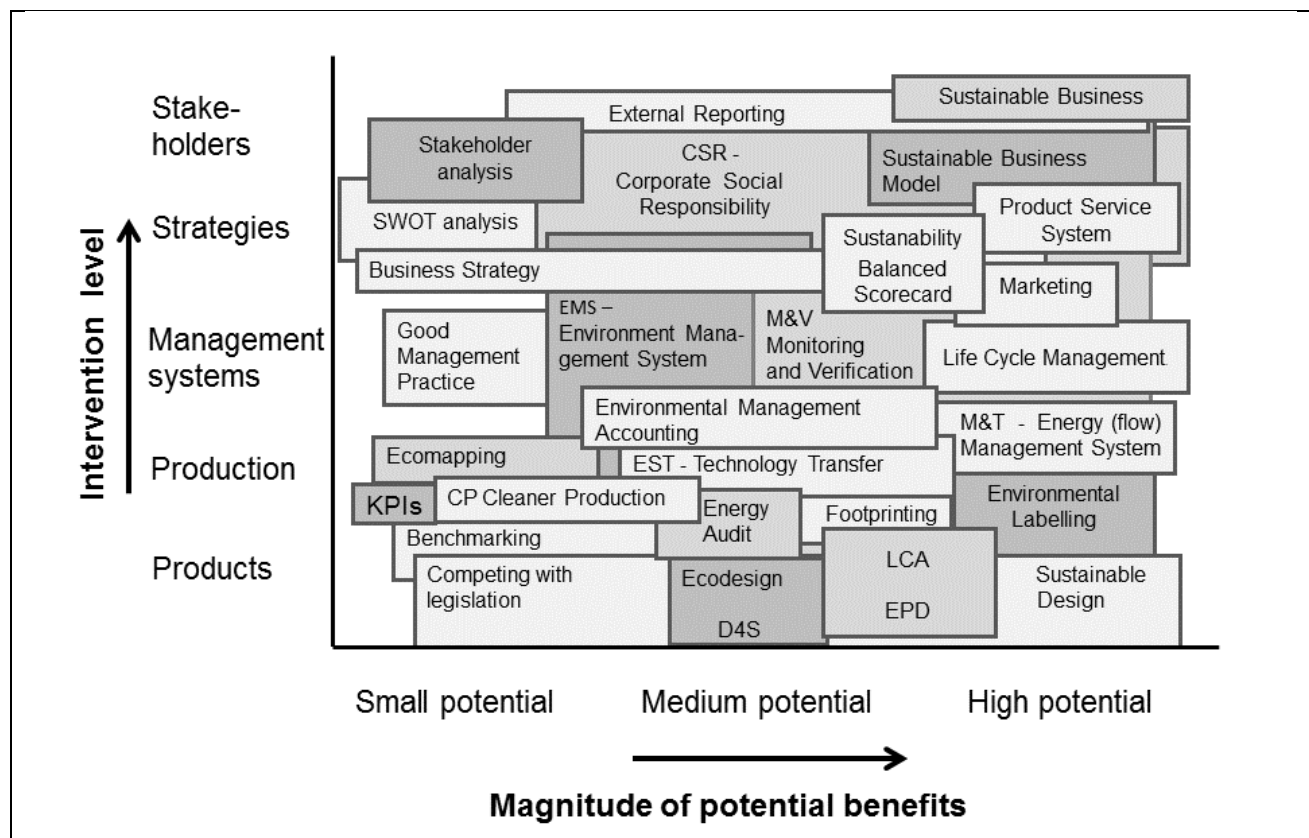 Stake-
holders
Strategies
Management
systems
Production
Products
Intervention level
External Reporting
Sustainable Business
Stakeholder
analysis
CSR -
Corporate Social
Responsibility
Sustainable Business
Model
SWOT analysis
Product Service
System
Business Strategy
Sustanability
Balanced
Scorecard
Marketing
Good
Management
Practice
EMS –
Environment Mana-
gement System
M&V
Monitoring
and Verification
Life Cycle Management
Environmental Management
Accounting
M&T - Energy (flow)
Management System
Ecomapping
EST - Technology Transfer
KPIs
CP Cleaner Production
Energy
Audit
Footprinting
Environmental
Labelling
Benchmarking
Competing with
legislation
Ecodesign
D4S
LCA
EPD
Sustainable
Design
Small potential
Medium potential
High potential
Magnitude of potential benefits